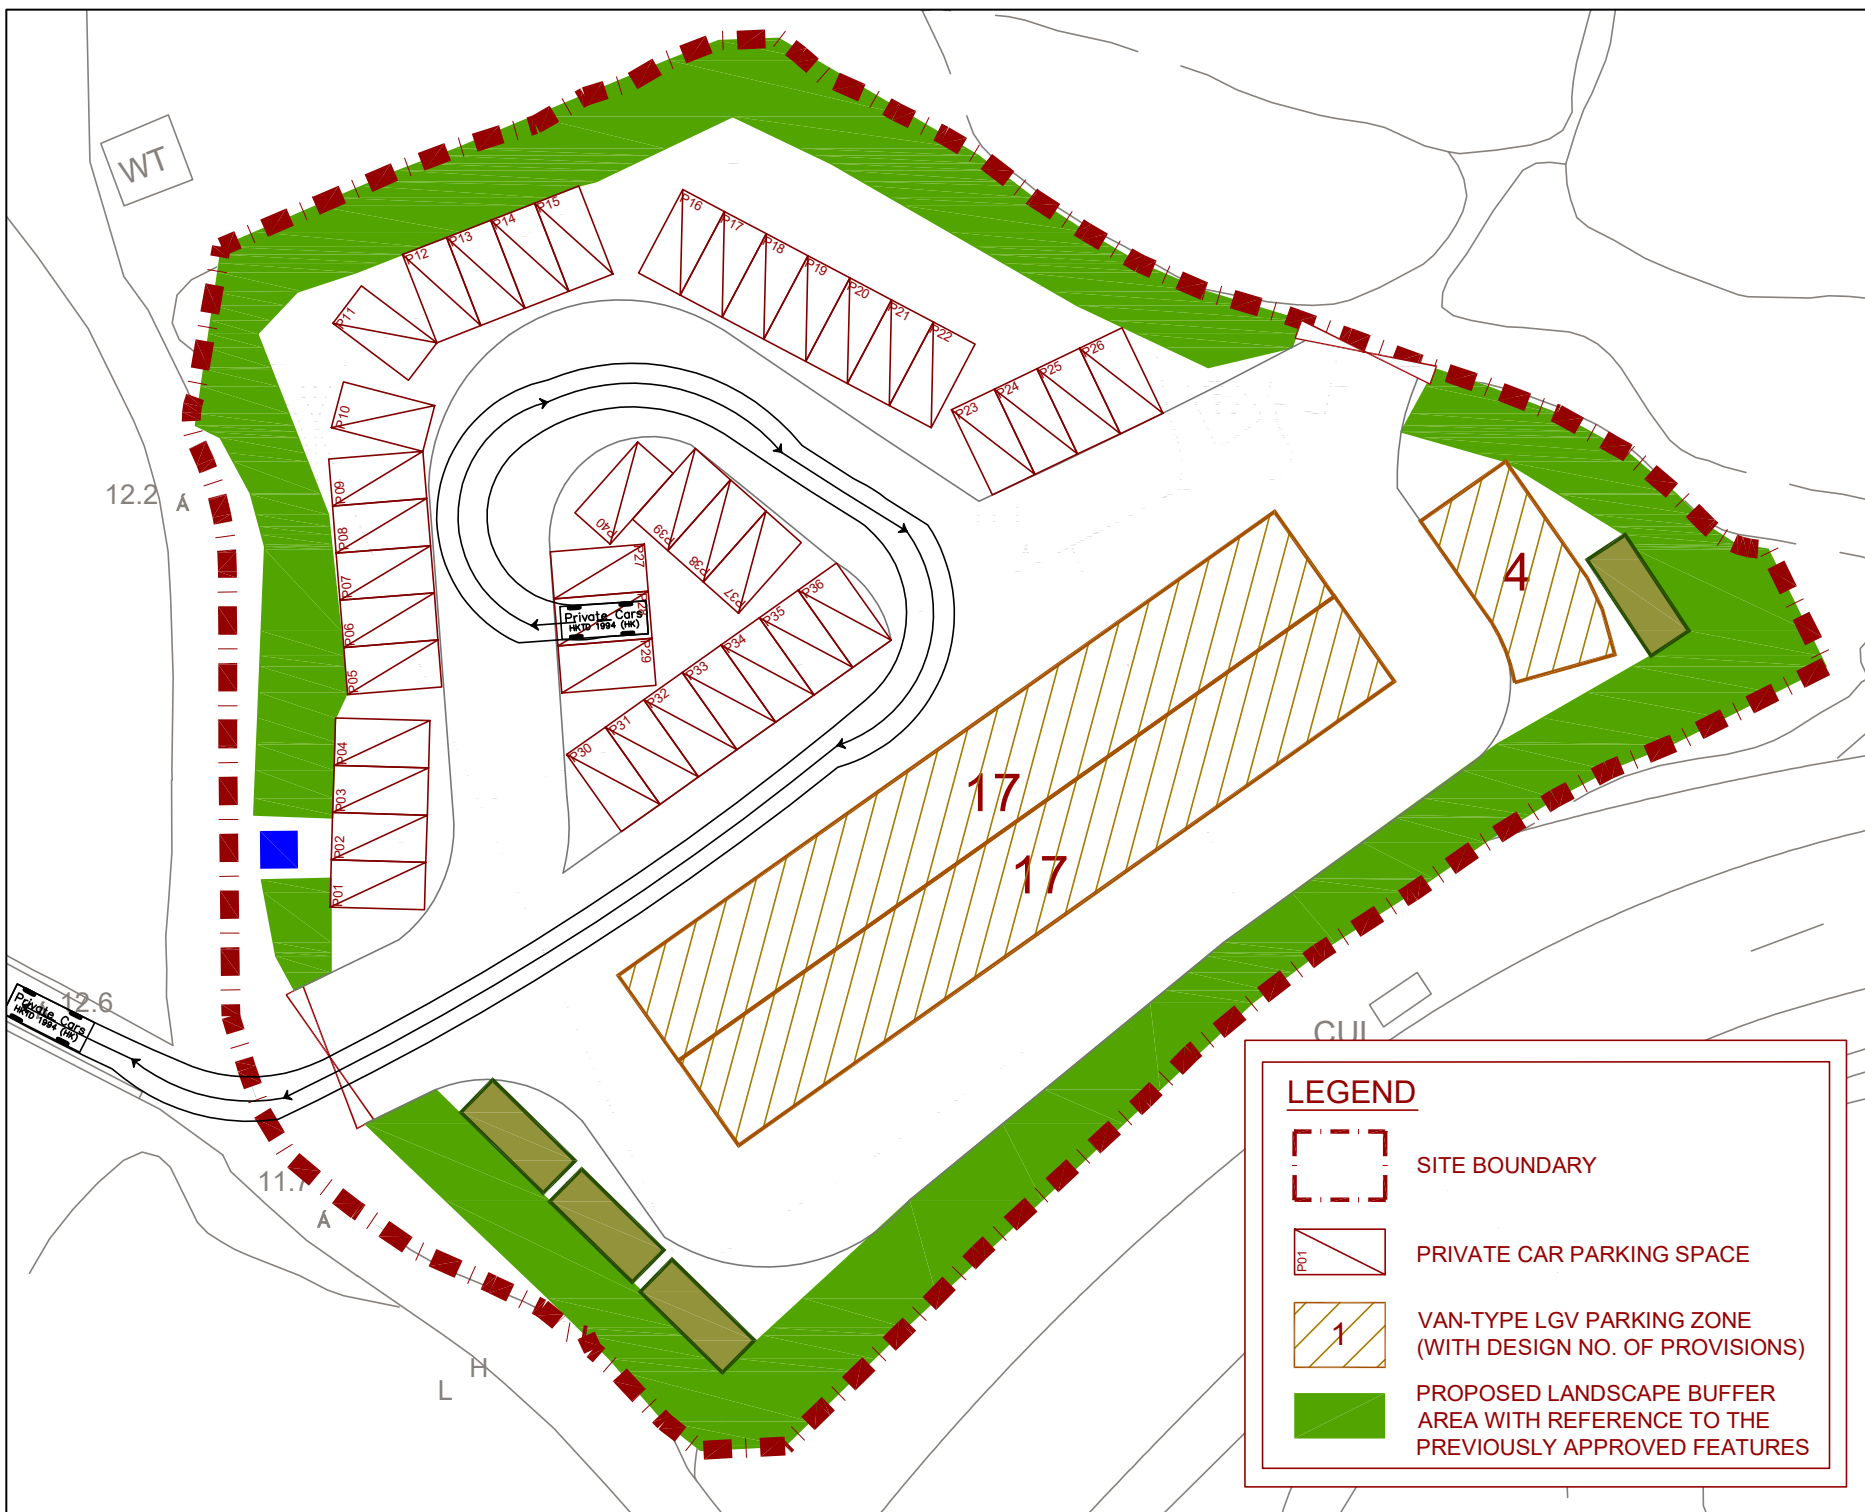 WT
P16
P17
P18
P19
P20
P21
P22
P15
P14
P13
P12
P11
P10
P09
P08
P07
P06
P05
P04
P03
P02
P01
P23
P24
P25
P26
P40
P39
P38
P37
P27
P29
P36
P35
P34
P33
P32
P31
P30
Private Cars
HKTD 1994 (HK)
4
17
17
12.2
12.6
Private Cars
HKTD 1994 (HK)
11.7
H
L
CUL
LEGEND
SITE BOUNDARY
P01
PRIVATE CAR PARKING SPACE
1
VAN-TYPE LGV PARKING ZONE
(WITH DESIGN NO. OF PROVISIONS)
PROPOSED LANDSCAPE BUFFER
AREA WITH REFERENCE TO THE
PREVIOUSLY APPROVED FEATURES